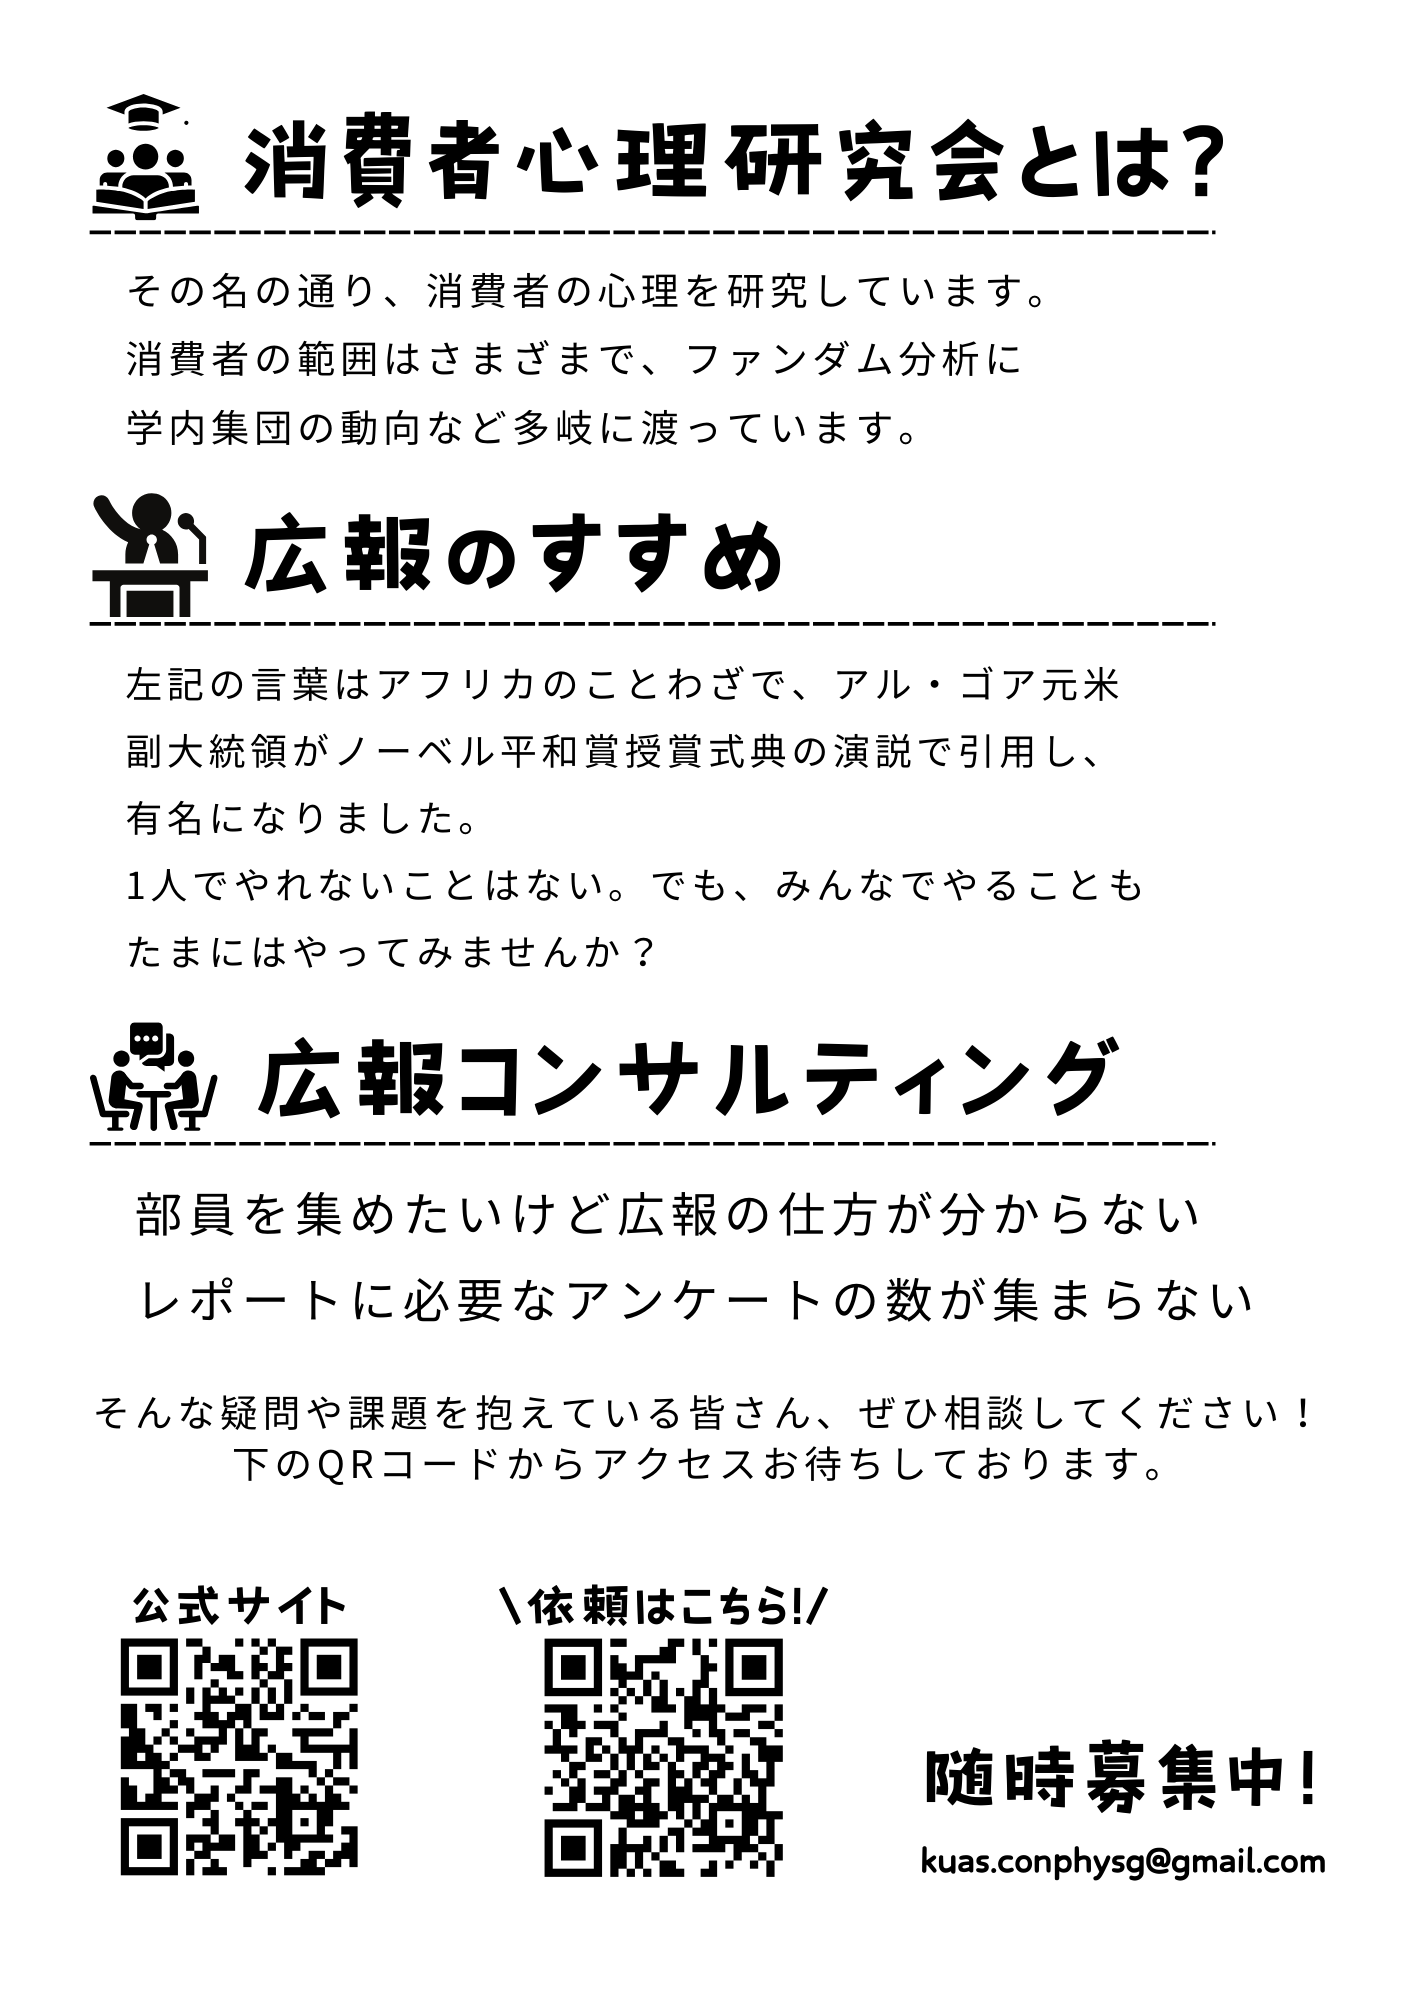 消費者心理研究会とは?
その名の通り、消費者の心理を研究しています。
消費者の範囲はさまざまで、ファンダム分析に
学内集団の動向など多岐に渡っています。
広報のすすめ
左記の言葉はアフリカのことわざで、アル・ゴア元米
副大統領がノーベル平和賞授賞式典の演説で引用し、
有名になりました。
1人でやれないことはない。でも、みんなでやることも
たまにはやってみませんか？
広報コンサルティング
部員を集めたいけど広報の仕方が分からない
レポートに必要なアンケートの数が集まらない
そんな疑問や課題を抱えている皆さん、ぜひ相談してください！
下のQRコードからアクセスお待ちしております。
公式サイト
\依頼はこちら!/
随時募集中!
kuas.conphysg@gmail.com